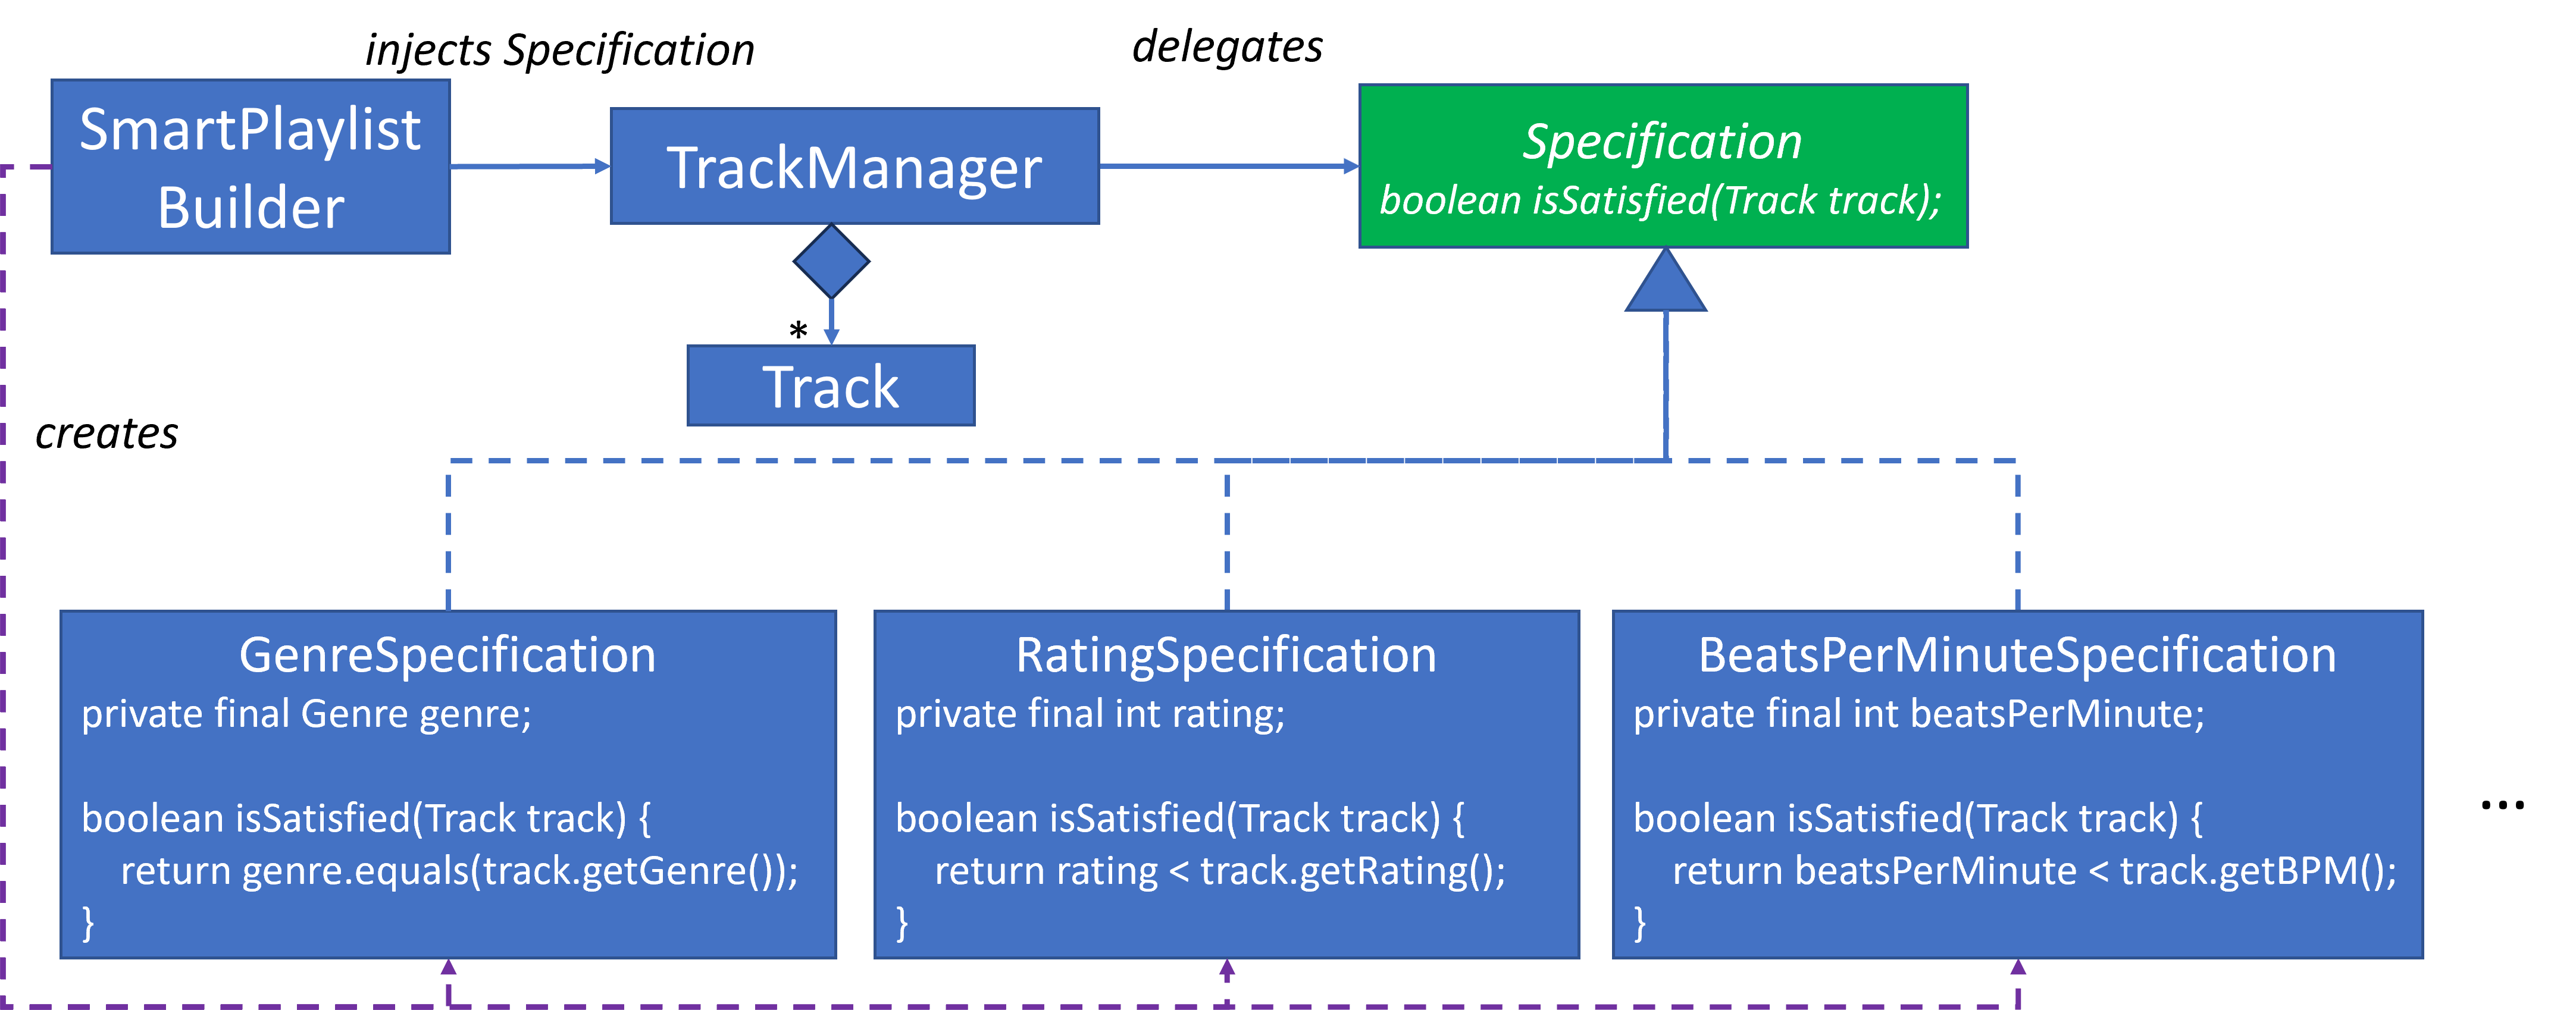 injects Specification
delegates
SmartPlaylist
Builder
TrackManager
Specification
boolean isSatisfied(Track track);
*
Track
creates
GenreSpecification
private final Genre genre;
boolean isSatisfied(Track track) {
return genre.equals(track.getGenre());
}
RatingSpecification
private final int rating;
boolean isSatisfied(Track track) {
return rating < track.getRating();
}
BeatsPerMinuteSpecification
private final int beatsPerMinute;
boolean isSatisfied(Track track) {
return beatsPerMinute < track.getBPM();
}
...